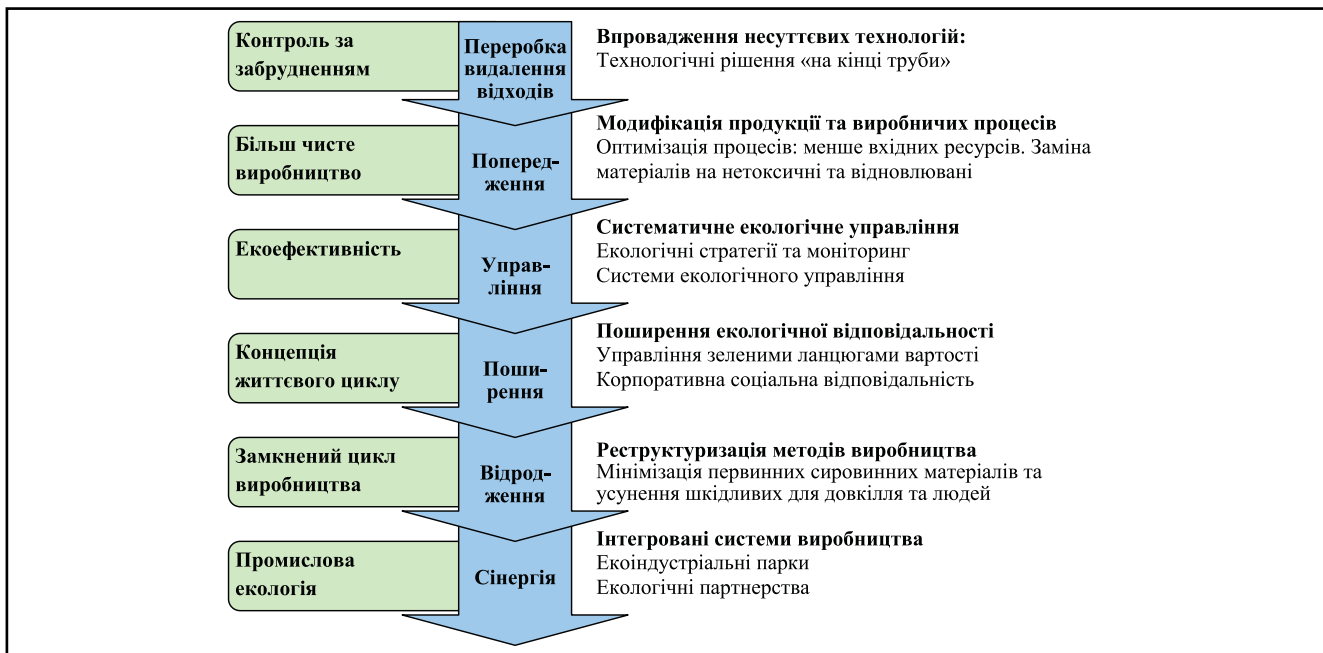 Контроль за
забрудненням
Переробка
видалення
відходів
Впровадження несуттєвих технологій:
Технологічні рішення «на кінці труби»
Більш чисте
виробництво
Поперед-
ження
Модифікація продукції та виробничих процесів
Оптимізація процесів: менше вхідних ресурсів. Заміна
матеріалів на нетоксичні та відновлювані
Екоефективність
Управ-
ління
Систематичне екологічне управління
Екологічні стратегії та моніторинг
Системи екологічного управління
Концепція
життєвого циклу
Поши-
рення
Поширення екологічної відповідальності
Управління зеленими ланцюгами вартості
Корпоративна соціальна відповідальність
Замкнений цикл
виробництва
Відрод-
ження
Реструктуризація методів виробництва
Мінімізація первинних сировинних матеріалів та
усунення шкідливих для довкілля та людей
Промислова
екологія
Сінергія
Інтегровані системи виробництва
Екоіндустріальні парки
Екологічні партнерства